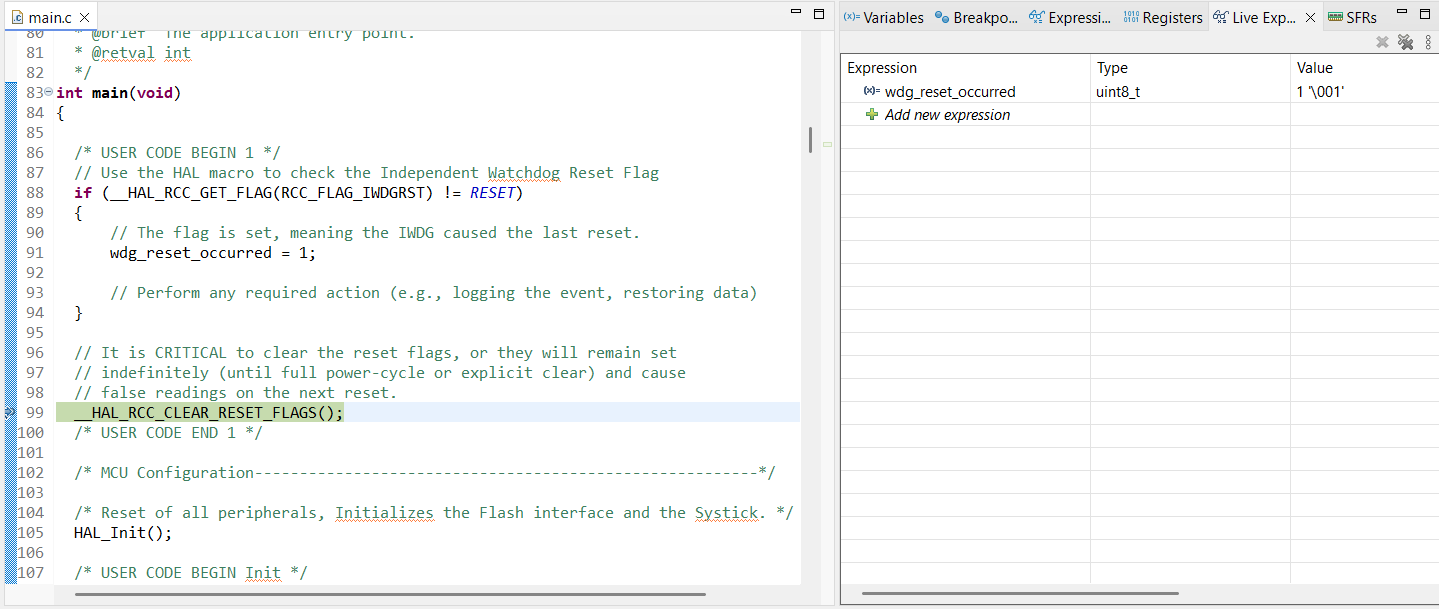 main.c
80 * @brief The application entry point.
81 * @retval int
82 */
83 int main(void)
84 {
85
86 /* USER CODE BEGIN 1 */
87 // Use the HAL macro to check the Independent Watchdog Reset Flag
88 if (__HAL_RCC_GET_FLAG(RCC_FLAG_IWDGRST) != RESET)
89 {
90 // The flag is set, meaning the IWDG caused the last reset.
91 wdg_reset_occurred = 1;
92
93 // Perform any required action (e.g., logging the event, restoring data)
94 }
95
96 // It is CRITICAL to clear the reset flags, or they will remain set
97 // indefinitely (until full power-cycle or explicit clear) and cause
98 // false readings on the next reset.
99 __HAL_RCC_CLEAR_RESET_FLAGS();
100 /* USER CODE END 1 */
101
102 /* MCU Configuration--------------------------------------------------------*/
103
104 /* Reset of all peripherals, Initializes the Flash interface and the Systick. */
105 HAL_Init();
106
107 /* USER CODE BEGIN Init */
(x)= Variables Breakpo... Expressi... 1010 0101 Registers Live Exp... SFRs
Expression Type Value
(x)= wdg_reset_occurred uint8_t 1 '\001'
Add new expression